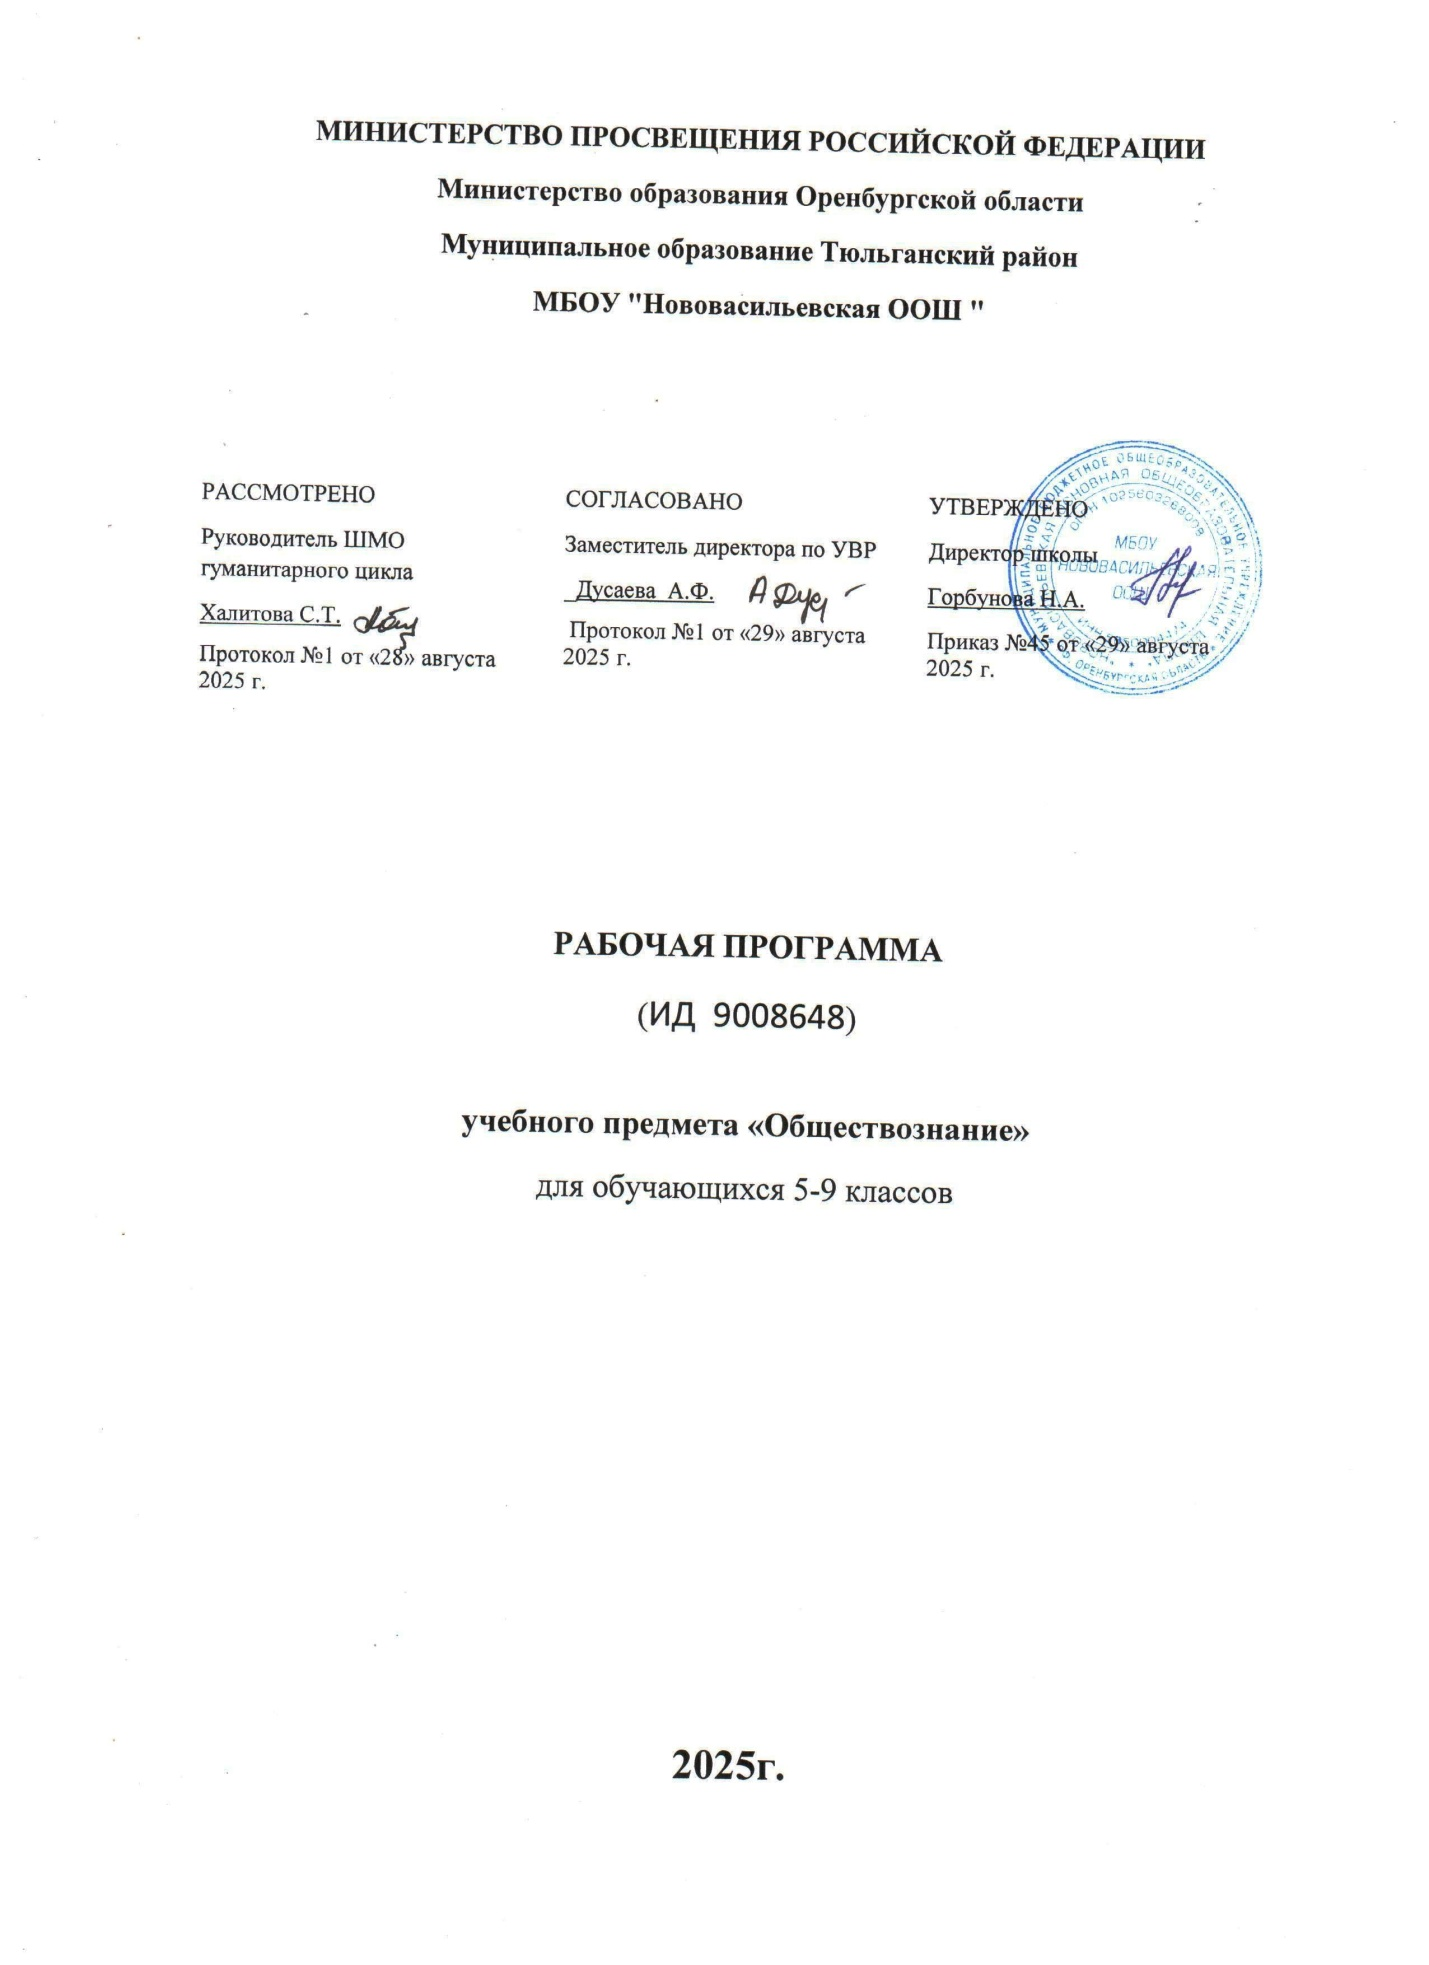 МИНИСТЕРСТВО ПРОСВЕЩЕНИЯ РОССИЙСКОЙ ФЕДЕРАЦИИ
Министерство образования Оренбургской области
Муниципальное образование Тюльганский район
МБОУ "Нововасильевская ООШ "
РАССМОТРЕНО
Руководитель ШМО
гуманитарного цикла
Халитова С.Т.
Протокол №1 от «28» августа
2025 г.
СОГЛАСОВАНО
Заместитель директора по УВР
Дусаева А.Ф.
Протокол №1 от «29» августа
2025 г.
УТВЕРЖДЕНО
Директор школы
Горбунова Н.А.
Приказ №45 от «29» августа
2025 г.
МБОУ
НОВОВАСИЛЬЕВСКАЯ
ООШ
РАБОЧАЯ ПРОГРАММА
(ИД 9008648)
учебного предмета «Обществознание»
для обучающихся 5-9 классов
2025г.